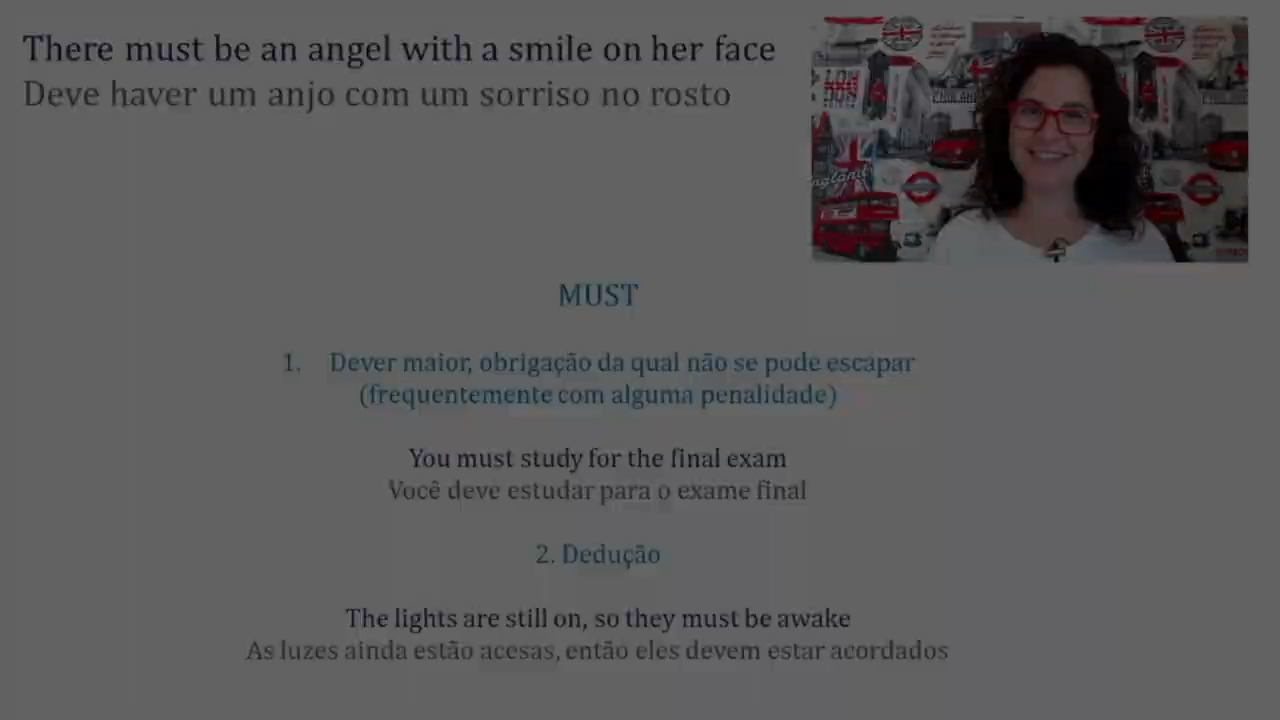 There must be an angel with a smile on her face
Deve haver um anjo com um sorriso no rosto
MUST
1. Dever maior, obrigação da qual não se pode escapar
(frequentemente com alguma penalidade)
You must study for the final exam
Você deve estudar para o exame final
2. Dedução
The lights are still on, so they must be awake
As luzes ainda estão acesas, então eles devem estar acordados